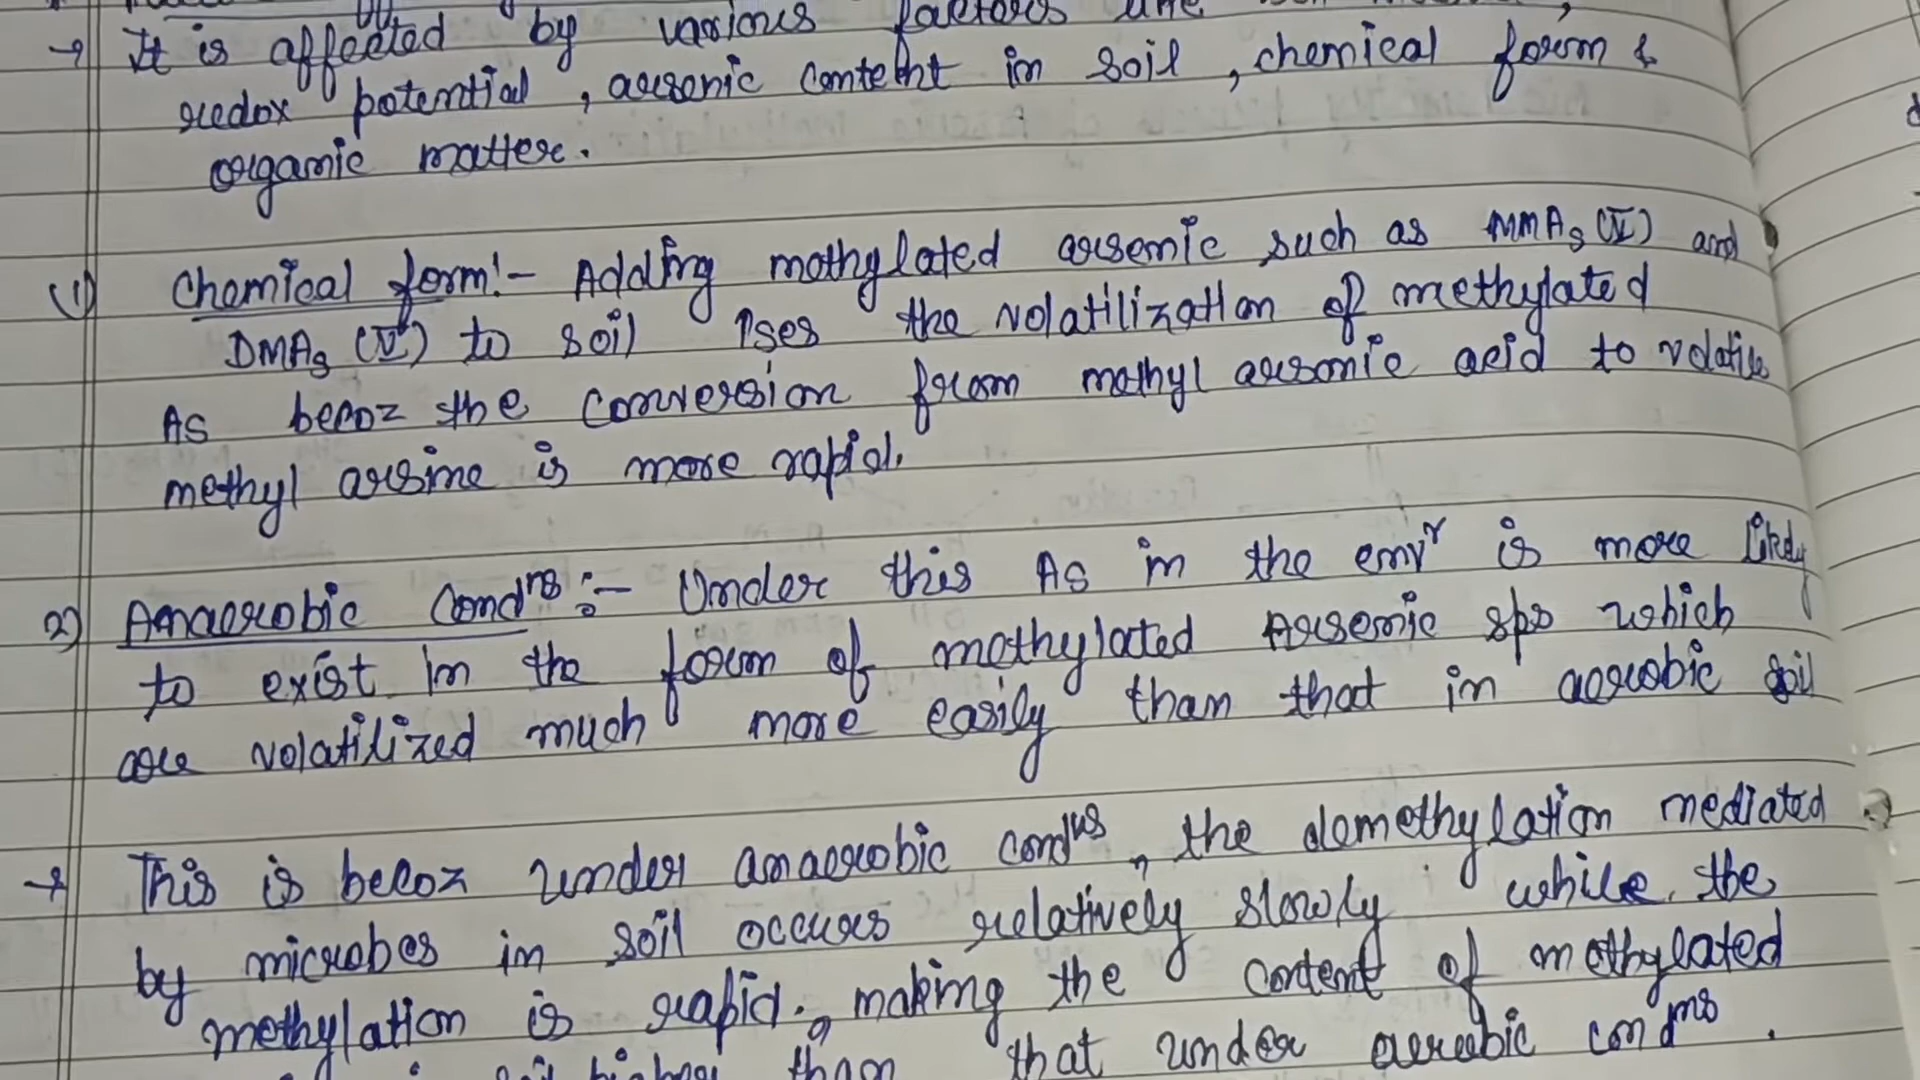 → It is affected by various factors like
redox potential, arsenic content in soil, chemical form &
organic matter.
(1) Chemical form:- Adding methylated arsenic such as MMAs (V) and
DMAs (V) to soil ↑ses the volatilization of methylated
As becoz the conversion from methyl arsonic acid to volatile
methyl arsine is more rapid.
2) Anaerobic Condns :- Under this As in the envr is more likely
to exist in the form of methylated Arsenic sps which
are volatilized much more easily than that in aerobic soil
→ This is becoz under anaerobic condns, the demethylation mediated
by microbes in soil occurs relatively slowly while the
methylation is rapid, making the content of methylated
soil higher than that under aerobic condns.